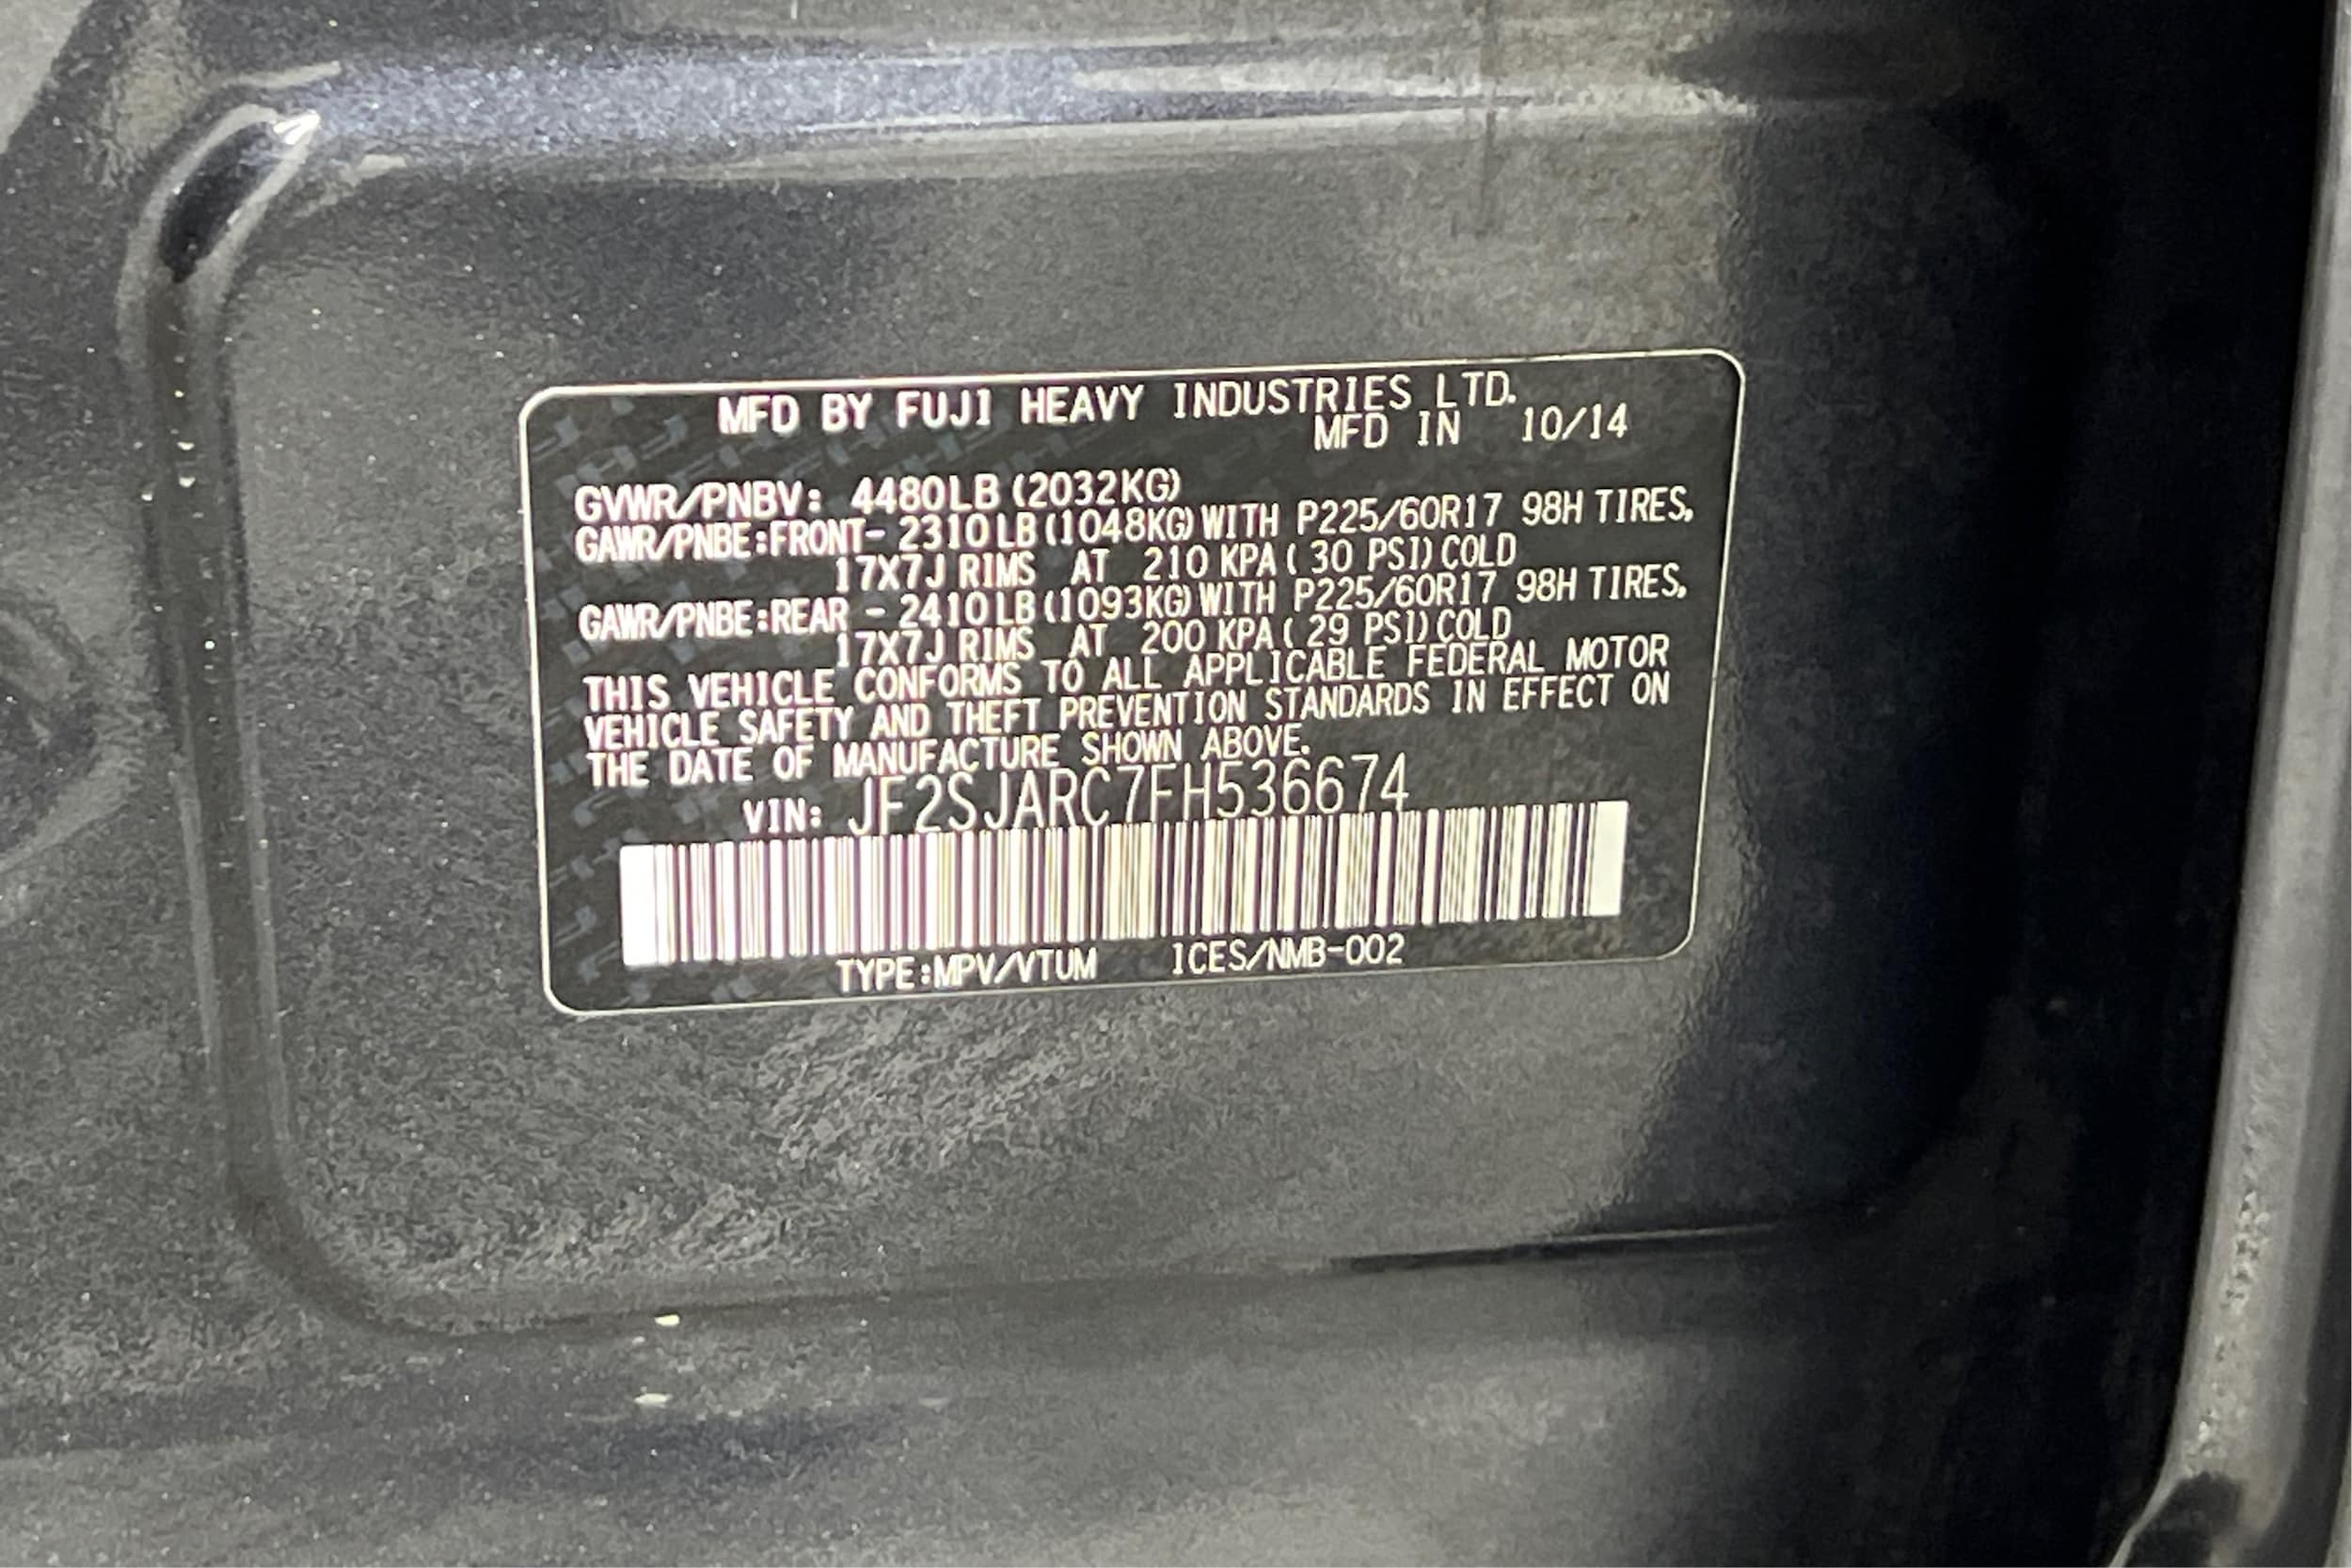 MFD BY FUJI HEAVY INDUSTRIES LTD.
MFD IN 10/14
GVWR/PNBV: 4480LB (2032KG)
GAWR/PNBE:FRONT- 2310LB (1048KG) WITH P225/60R17 98H TIRES,
17X7J RIMS AT 210 KPA ( 30 PSI) COLD
GAWR/PNBE:REAR - 2410LB (1093KG) WITH P225/60R17 98H TIRES,
17X7J RIMS AT 200 KPA ( 29 PSI) COLD
THIS VEHICLE CONFORMS TO ALL APPLICABLE FEDERAL MOTOR
VEHICLE SAFETY AND THEFT PREVENTION STANDARDS IN EFFECT ON
THE DATE OF MANUFACTURE SHOWN ABOVE.
VIN: JF2SJARC7FH536674
TYPE:MPV/VTUM ICES/NMB-002